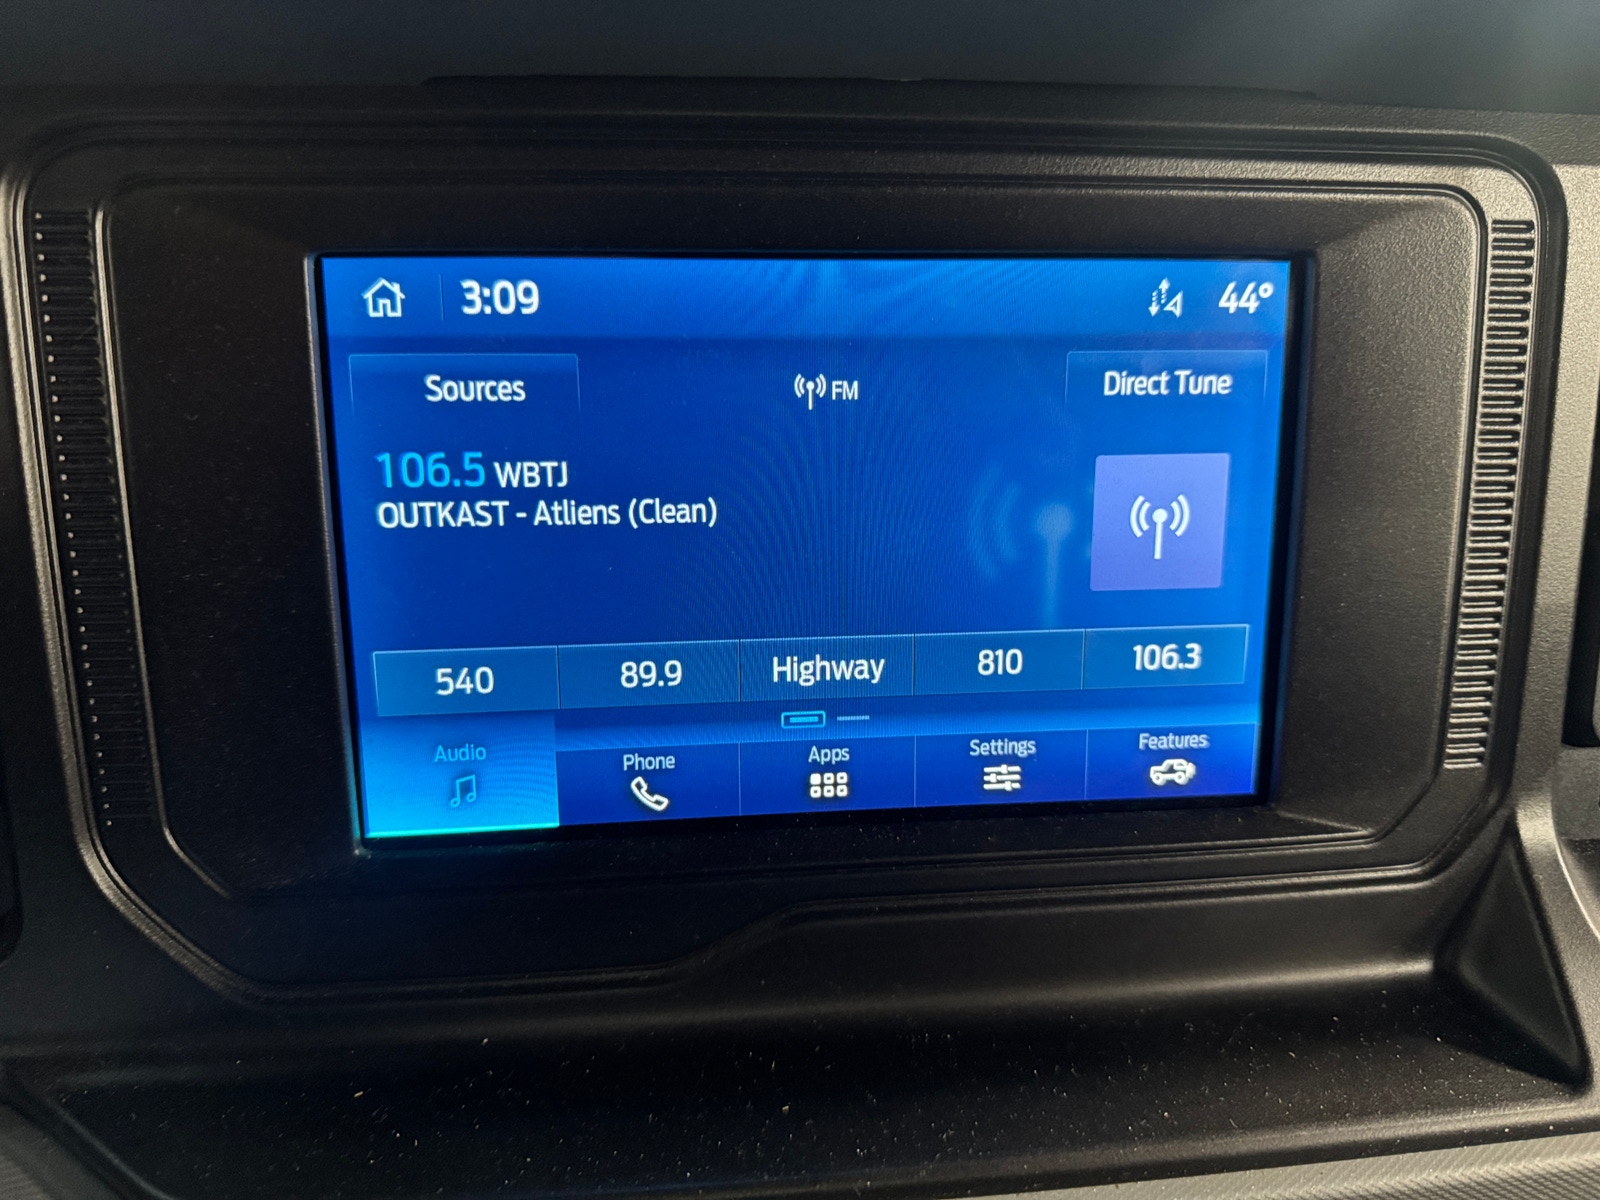 3:09 44°
Sources FM Direct Tune
106.5 WBTJ
OUTKAST - Atliens (Clean)
540 89.9 Highway 810 106.3
Audio Phone Apps Settings Features